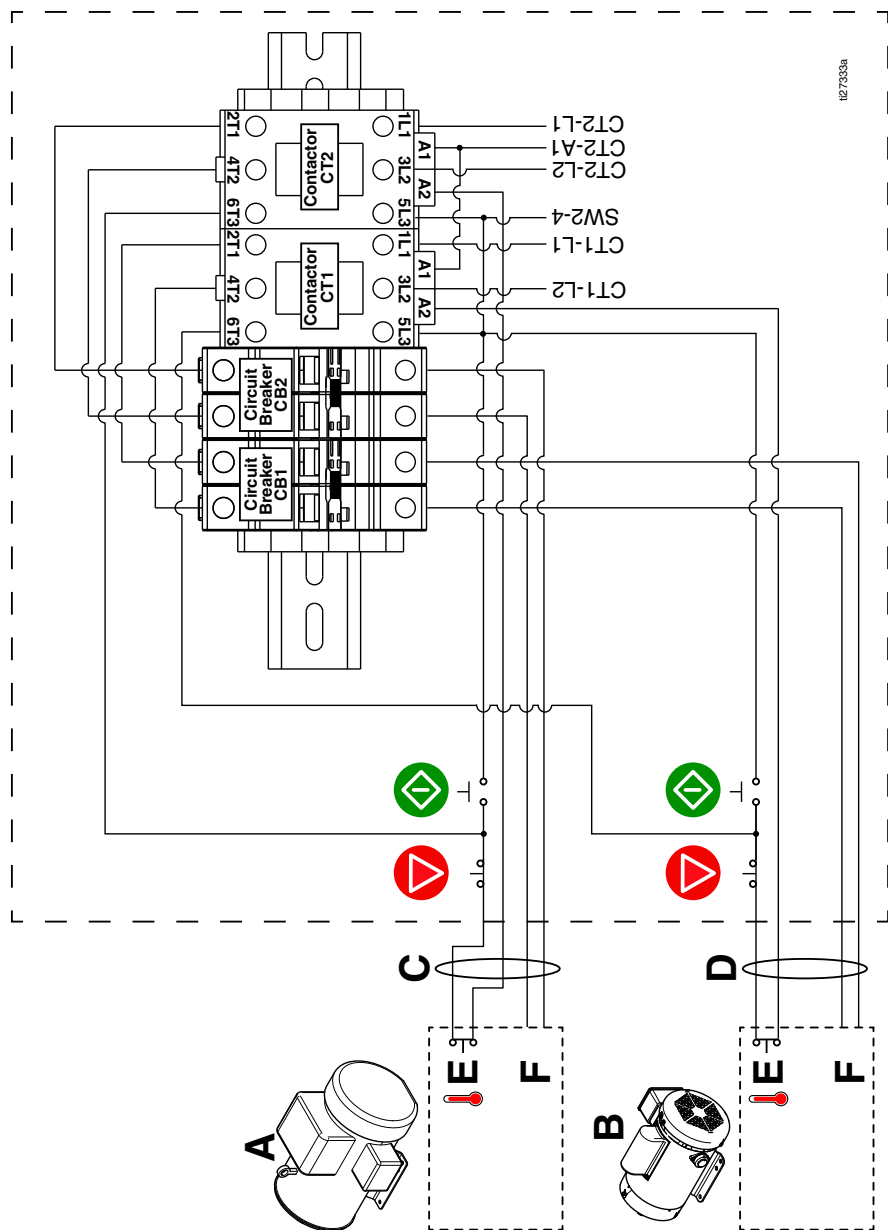 ti27333a
2T1
4T2
6T3
2T1
4T2
6T3
Contactor
CT2
Contactor
CT1
1L1
3L2
5L3
1L1
3L2
5L3
A1
A2
A1
A2
CT2-L1
CT2-A1
CT2-L2
SW2-4
CT1-L1
CT1-L2
Circuit
Breaker
CB2
Circuit
Breaker
CB1
C
D
A
E
F
B
E
F